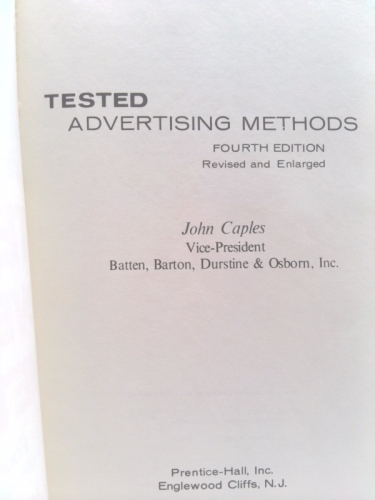 TESTED
ADVERTISING METHODS
FOURTH EDITION
Revised and Enlarged
John Caples
Vice-President
Batten, Barton, Durstine & Osborn, Inc.
Prentice-Hall, Inc.
Englewood Cliffs, N.J.